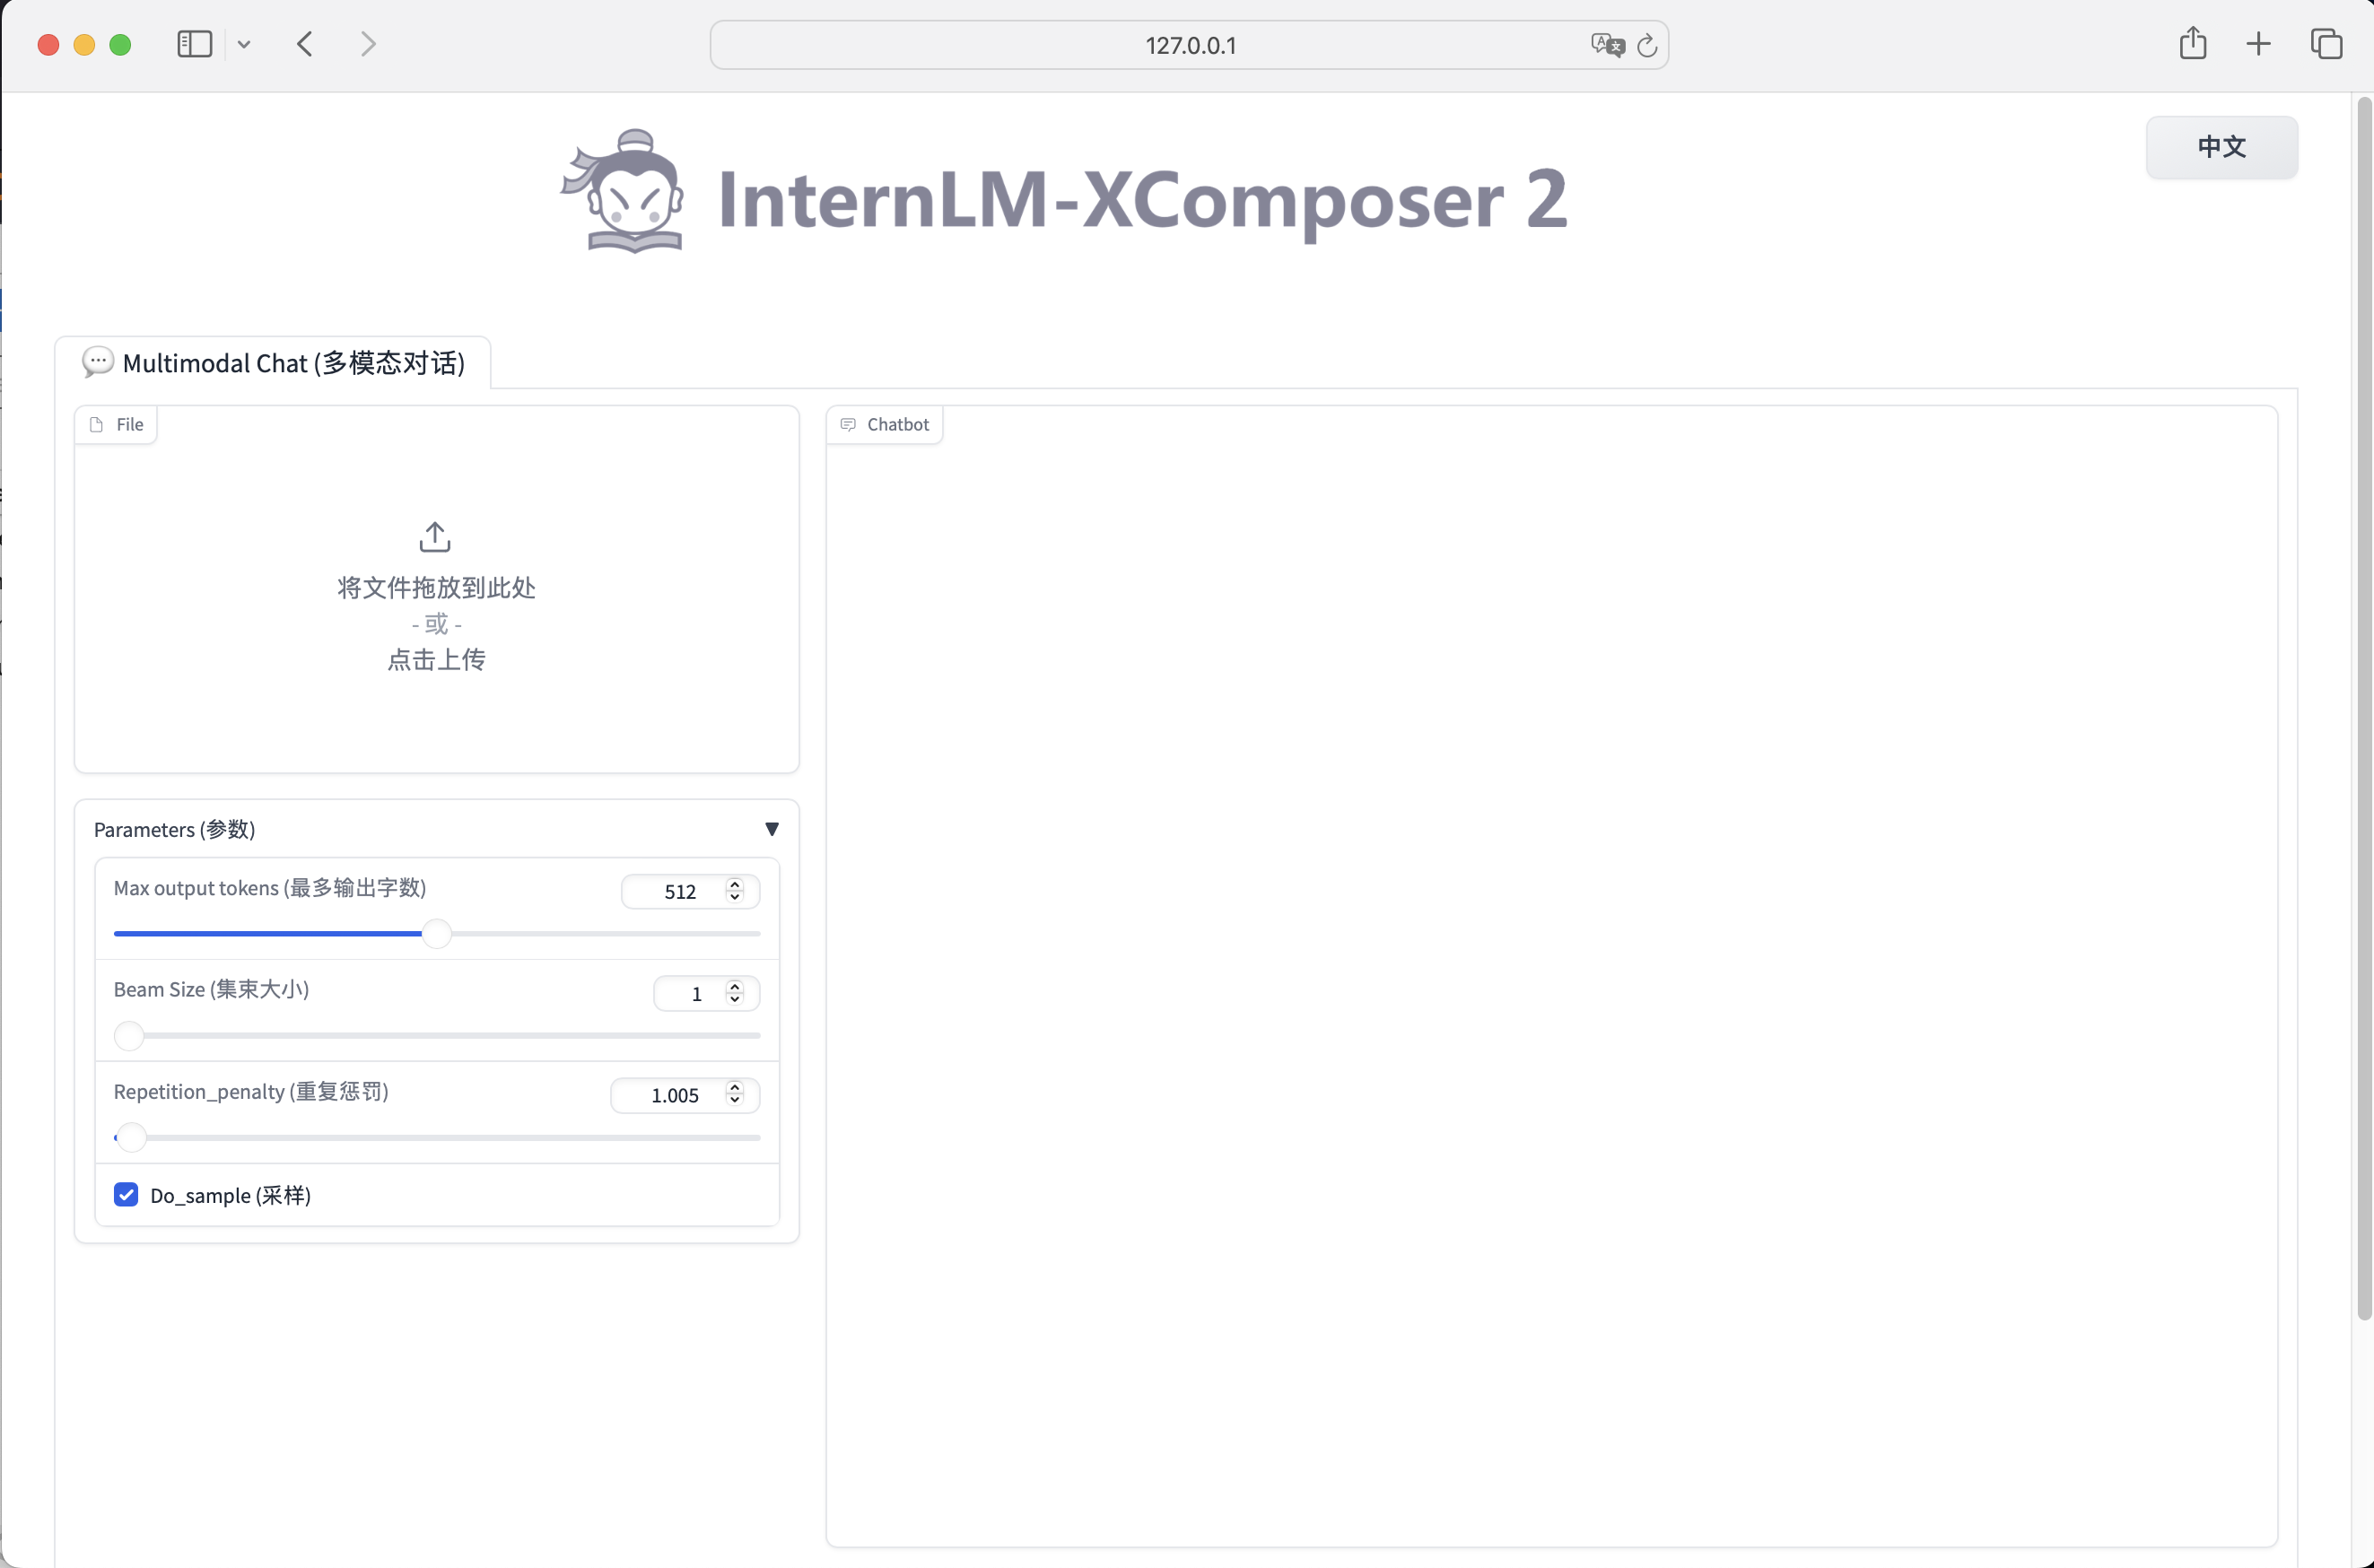 127.0.0.1
中文
InternLM-XComposer 2
Multimodal Chat (多模态对话)
File
将文件拖放到此处
- 或 -
点击上传
Parameters (参数)
▼
Max output tokens (最多输出字数)
512
Beam Size (集束大小)
1
Repetition_penalty (重复惩罚)
1.005
Do_sample (采样)
Chatbot